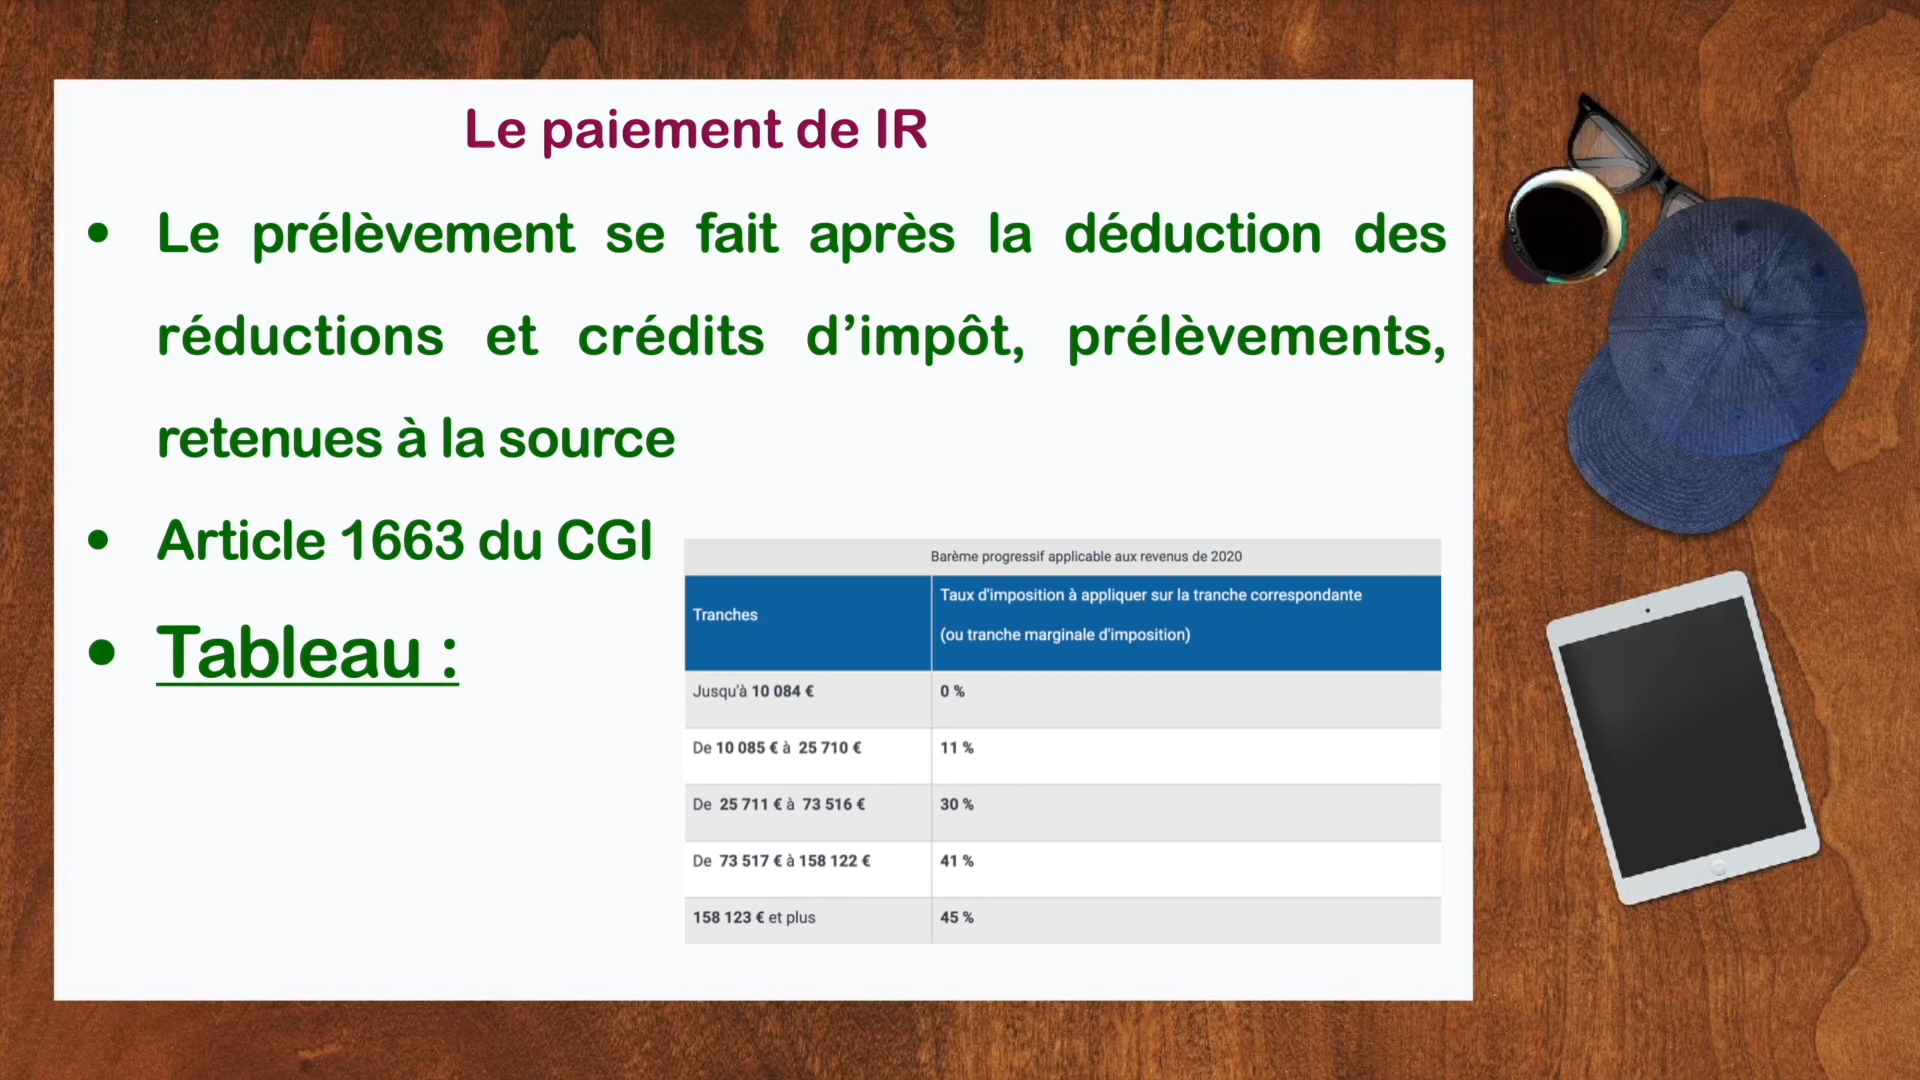 Le paiement de IR
• Le prélèvement se fait après la déduction des
réductions et crédits d’impôt, prélèvements,
retenues à la source
• Article 1663 du CGI
• Tableau :
Barème progressif applicable aux revenus de 2020
Tranches
Taux d'imposition à appliquer sur la tranche correspondante
(ou tranche marginale d'imposition)
Jusqu'à 10 084 € 0 %
De 10 085 € à 25 710 € 11 %
De 25 711 € à 73 516 € 30 %
De 73 517 € à 158 122 € 41 %
158 123 € et plus 45 %